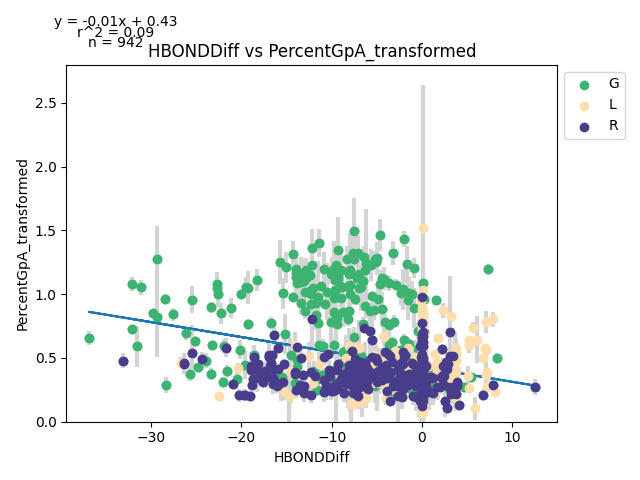 y = -0.01x + 0.43
r^2 = 0.09
n = 942
HBONDDiff vs PercentGpA_transformed
G
L
R
PercentGpA_transformed
2.5
2.0
1.5
1.0
0.5
0.0
−30
−20
−10
0
10
HBONDDiff